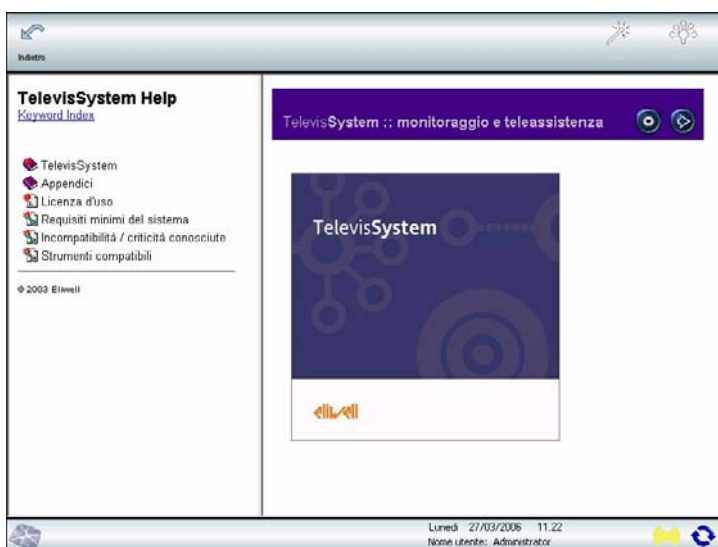 Indietro
TelevisSystem Help
Keyword Index
TelevisSystem
Appendici
Licenza d'uso
Requisiti minimi del sistema
Incompatibilità / criticità conosciute
Strumenti compatibili
© 2003 Eliwell
TelevisSystem :: monitoraggio e teleassistenza
TelevisSystem
eliwell
Lunedì 27/03/2006 11.22
Nome utente: Administrator